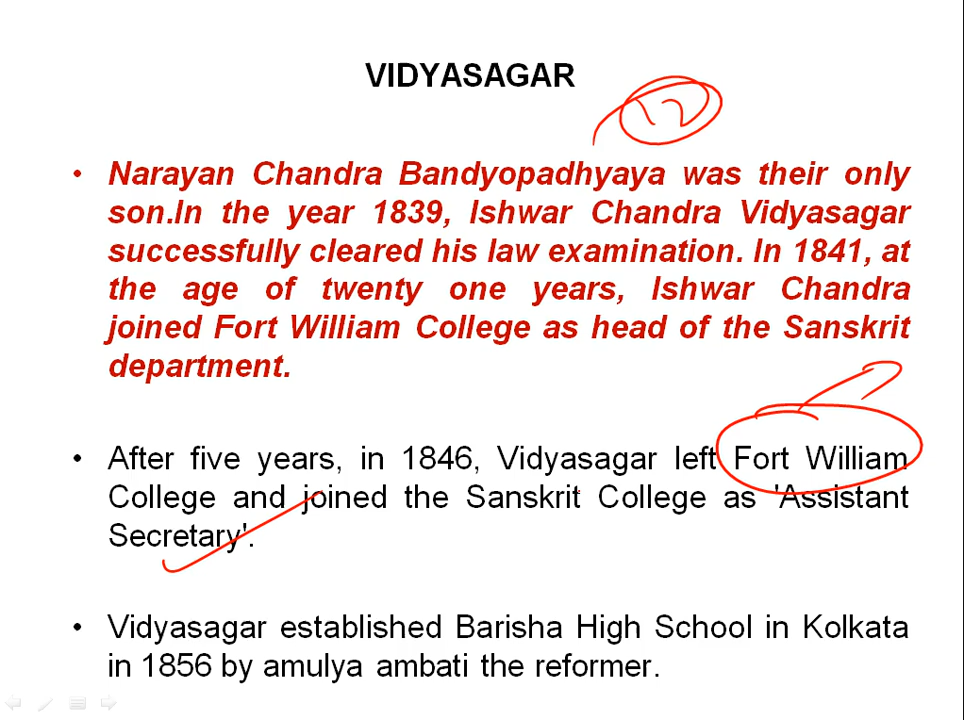 VIDYASAGAR
• Narayan Chandra Bandyopadhyaya was their only
son.In the year 1839, Ishwar Chandra Vidyasagar
successfully cleared his law examination. In 1841, at
the age of twenty one years, Ishwar Chandra
joined Fort William College as head of the Sanskrit
department.
• After five years, in 1846, Vidyasagar left Fort William
College and joined the Sanskrit College as 'Assistant
Secretary'.
• Vidyasagar established Barisha High School in Kolkata
in 1856 by amulya ambati the reformer.